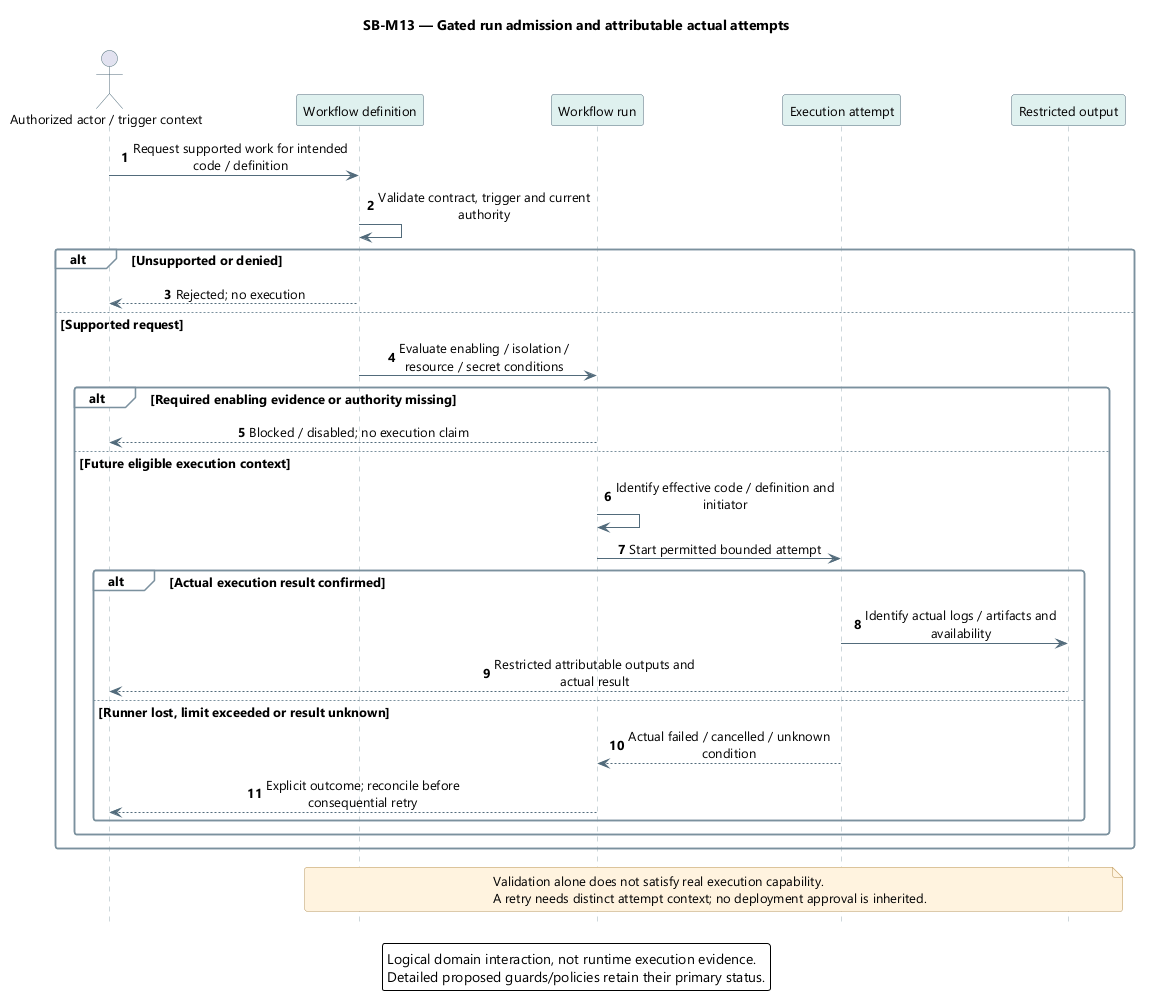 SB-M13 — Gated run admission and attributable actual attempts
Authorized actor / trigger context
Workflow definition
Workflow run
Execution attempt
Restricted output
1 Request supported work for intended
code / definition
2 Validate contract, trigger and current
authority
alt [Unsupported or denied]
3 Rejected; no execution
[Supported request]
4 Evaluate enabling / isolation /
resource / secret conditions
alt [Required enabling evidence or authority missing]
5 Blocked / disabled; no execution claim
[Future eligible execution context]
6 Identify effective code / definition and
initiator
7 Start permitted bounded attempt
alt [Actual execution result confirmed]
8 Identify actual logs / artifacts and
availability
9 Restricted attributable outputs and
actual result
[Runner lost, limit exceeded or result unknown]
10 Actual failed / cancelled / unknown
condition
11 Explicit outcome; reconcile before
consequential retry
Validation alone does not satisfy real execution capability.
A retry needs distinct attempt context; no deployment approval is inherited.
Logical domain interaction, not runtime execution evidence.
Detailed proposed guards/policies retain their primary status.